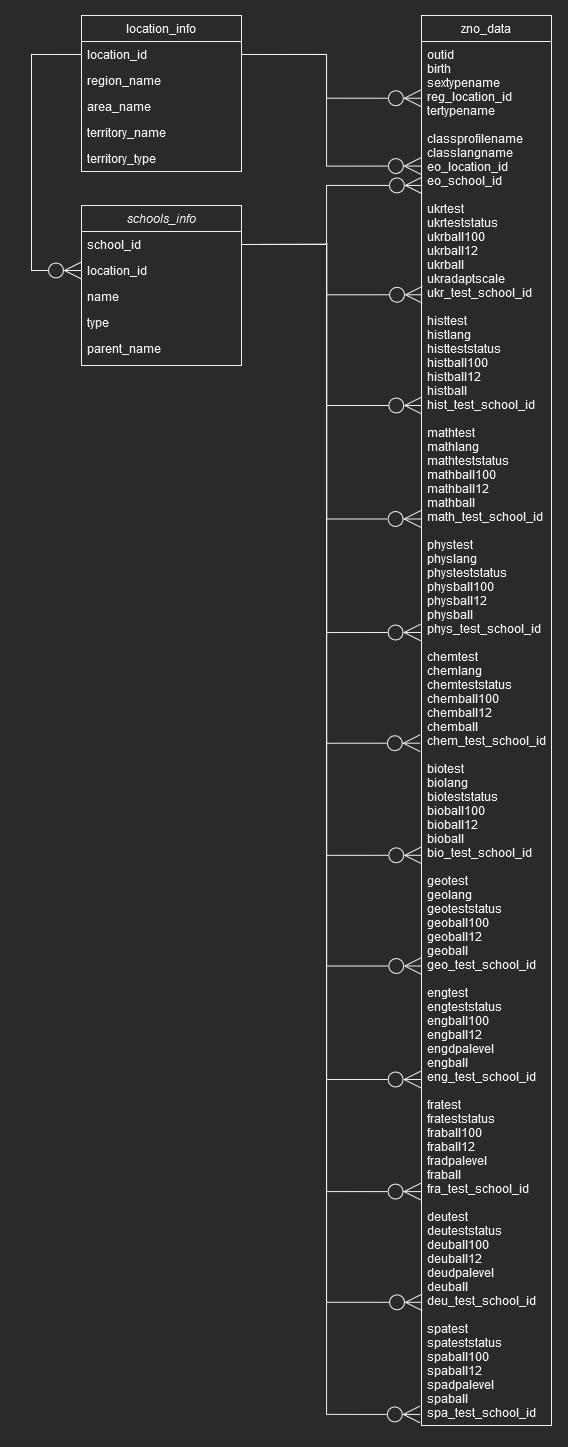 location_info
location_id
region_name
area_name
territory_name
territory_type
schools_info
school_id
location_id
name
type
parent_name
zno_data
outid
birth
sextypename
reg_location_id
tertypename
classprofilename
classlangname
eo_location_id
eo_school_id
ukrtest
ukrteststatus
ukrball100
ukrball12
ukrball
ukradaptscale
ukr_test_school_id
histtest
histlang
histteststatus
histball100
histball12
histball
hist_test_school_id
mathtest
mathlang
mathteststatus
mathball100
mathball12
mathball
math_test_school_id
phystest
physlang
physteststatus
physball100
physball12
physball
phys_test_school_id
chemtest
chemlang
chemteststatus
chemball100
chemball12
chemball
chem_test_school_id
biotest
biolang
bioteststatus
bioball100
bioball12
bioball
bio_test_school_id
geotest
geolang
geoteststatus
geoball100
geoball12
geoball
geo_test_school_id
engtest
engteststatus
engball100
engball12
engdpalevel
engball
eng_test_school_id
fratest
frateststatus
fraball100
fraball12
fradpalevel
fraball
fra_test_school_id
deutest
deuteststatus
deuball100
deuball12
deudpalevel
deuball
deu_test_school_id
spatest
spateststatus
spaball100
spaball12
spadpalevel
spaball
spa_test_school_id